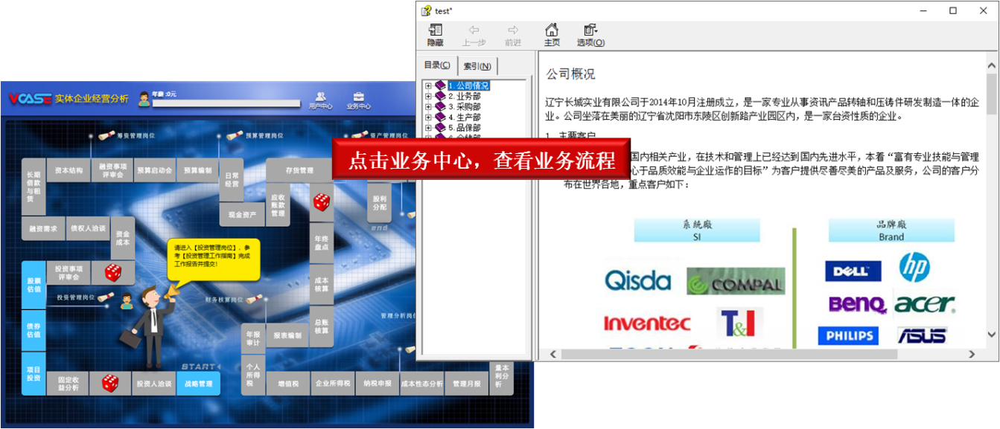 test"
隐藏
上一步
前进
主页
选项(O)
目录(C)
索引(N)
1.公司情况
2.业务部
3.采购部
4.生产部
5.品保部
公司概况
辽宁长城实业有限公司于2014年10月注册成立，是一家专业从事资讯产品转轴和压铸件研发制造一体的企
业。公司坐落在美丽的辽宁省沈阳市东陵区创新路产业园区内，是一家台资性质的企业。
1、主要客户
国内相关产业，在技术和管理上已经达到国内先进水平，本着“富有专业技能与管理
心于品质效能与企业运作的目标”为客户提供尽善尽美的产品及服务，公司的客户分
布在世界各地，重点客户如下：
系統廠
SI
品牌廠
Brand
Qisda
COMPAL
DELL
hp
Inventec
T&I
BenQ
acer
PHILIPS
ASUS
点击业务中心，查看业务流程
VCASE 实体企业经营分析
年薪:0元
用户中心
业务中心
筹资管理岗位
预算管理岗位
资产管理岗位
长期借款与租赁
资本结构
融资事项评审会
预算启动会
预算编制
日常经营
存货管理
应收账款管理
现金资产
股利分配
end
融资需求
债权人洽谈
资金成本
年终盘点
请进入【投资管理岗位】，参
考【投资管理工作指南】完成
工作报告并提交！
股票估值
投资事项评审会
成本核算
投资管理岗位
财务核算岗位
管理分析岗位
债券估值
总账核算
年报审计
报表编制
项目投资
START
个人所得税
量本利分析
固定收益分析
投资人洽谈
战略管理
增值税
企业所得税
纳税申报
成本性态分析
管理月报